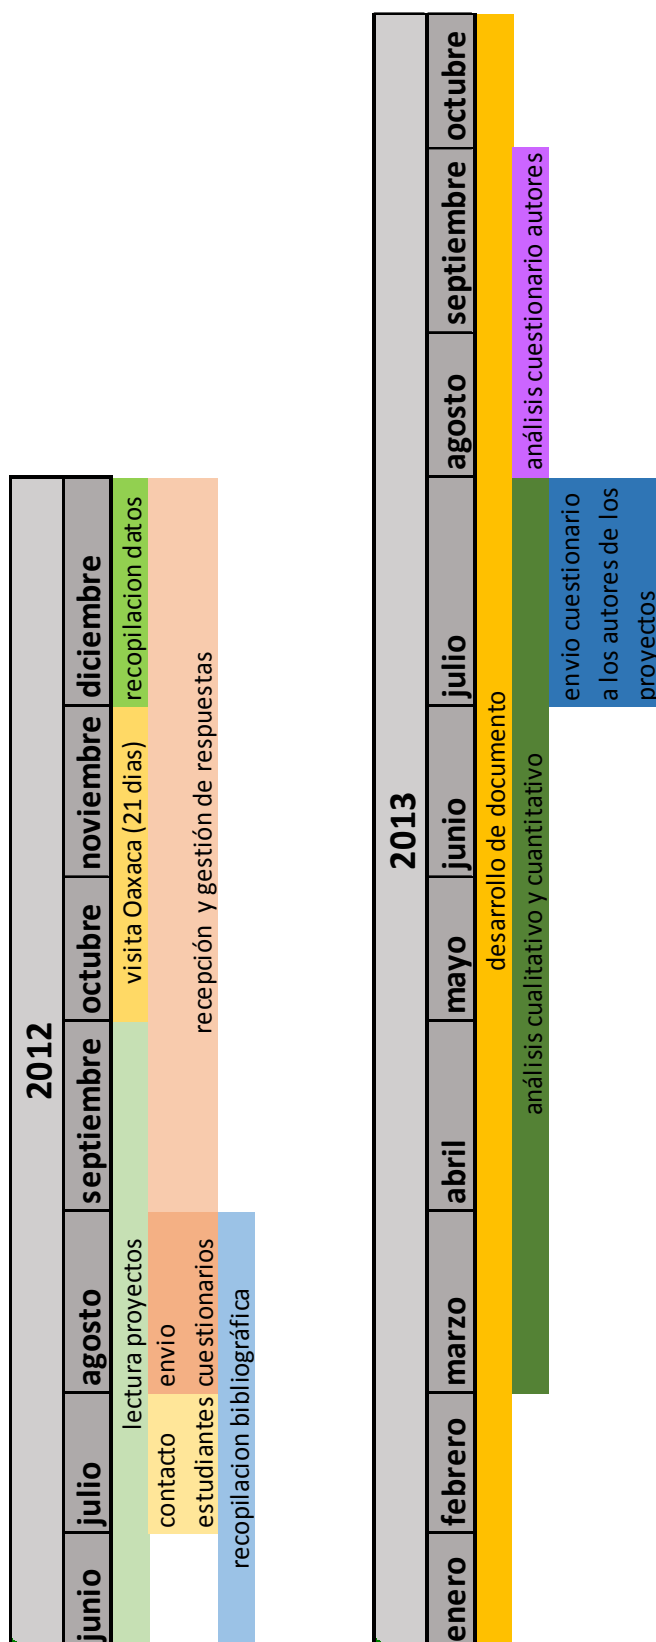 2012
junio julio agosto septiembre octubre noviembre diciembre
lectura proyectos visita Oaxaca (21 dias) recopilacion datos
contacto
estudiantes
envio
cuestionarios
recepción y gestión de respuestas
recopilacion bibliográfica
2013
enero febrero marzo abril mayo junio julio agosto septiembre octubre
desarrollo de documento
análisis cualitativo y cuantitativo análisis cuestionario autores
envio cuestionario
a los autores de los
proyectos